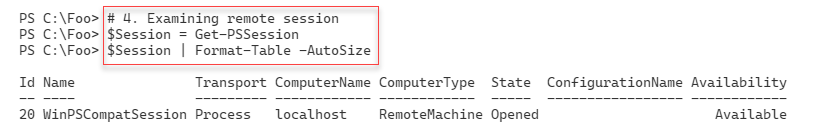 PS C:\Foo> # 4. Examining remote session
PS C:\Foo> $Session = Get-PSSession
PS C:\Foo> $Session | Format-Table -AutoSize
Id Name                 Transport ComputerName ComputerType  State  ConfigurationName Availability
-- ----                 --------- ------------ ------------  -----  ----------------- ------------
20 WinPSCompatSession Process   localhost    RemoteMachine Opened                      Available